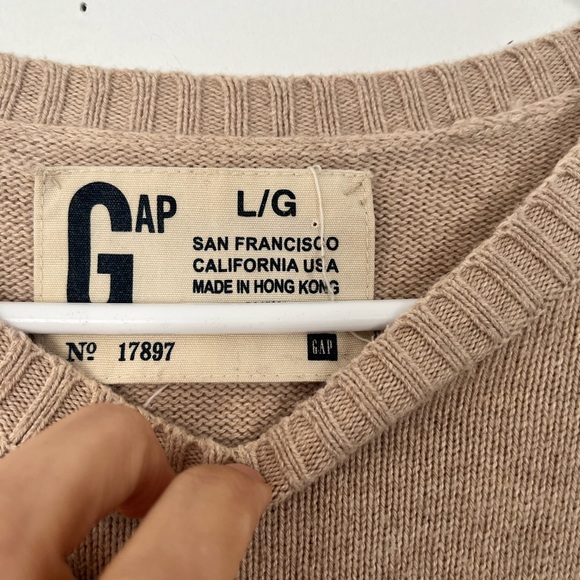 GAP
L/G
SAN FRANCISCO
CALIFORNIA USA
MADE IN HONG KONG
Nº 17897
GAP